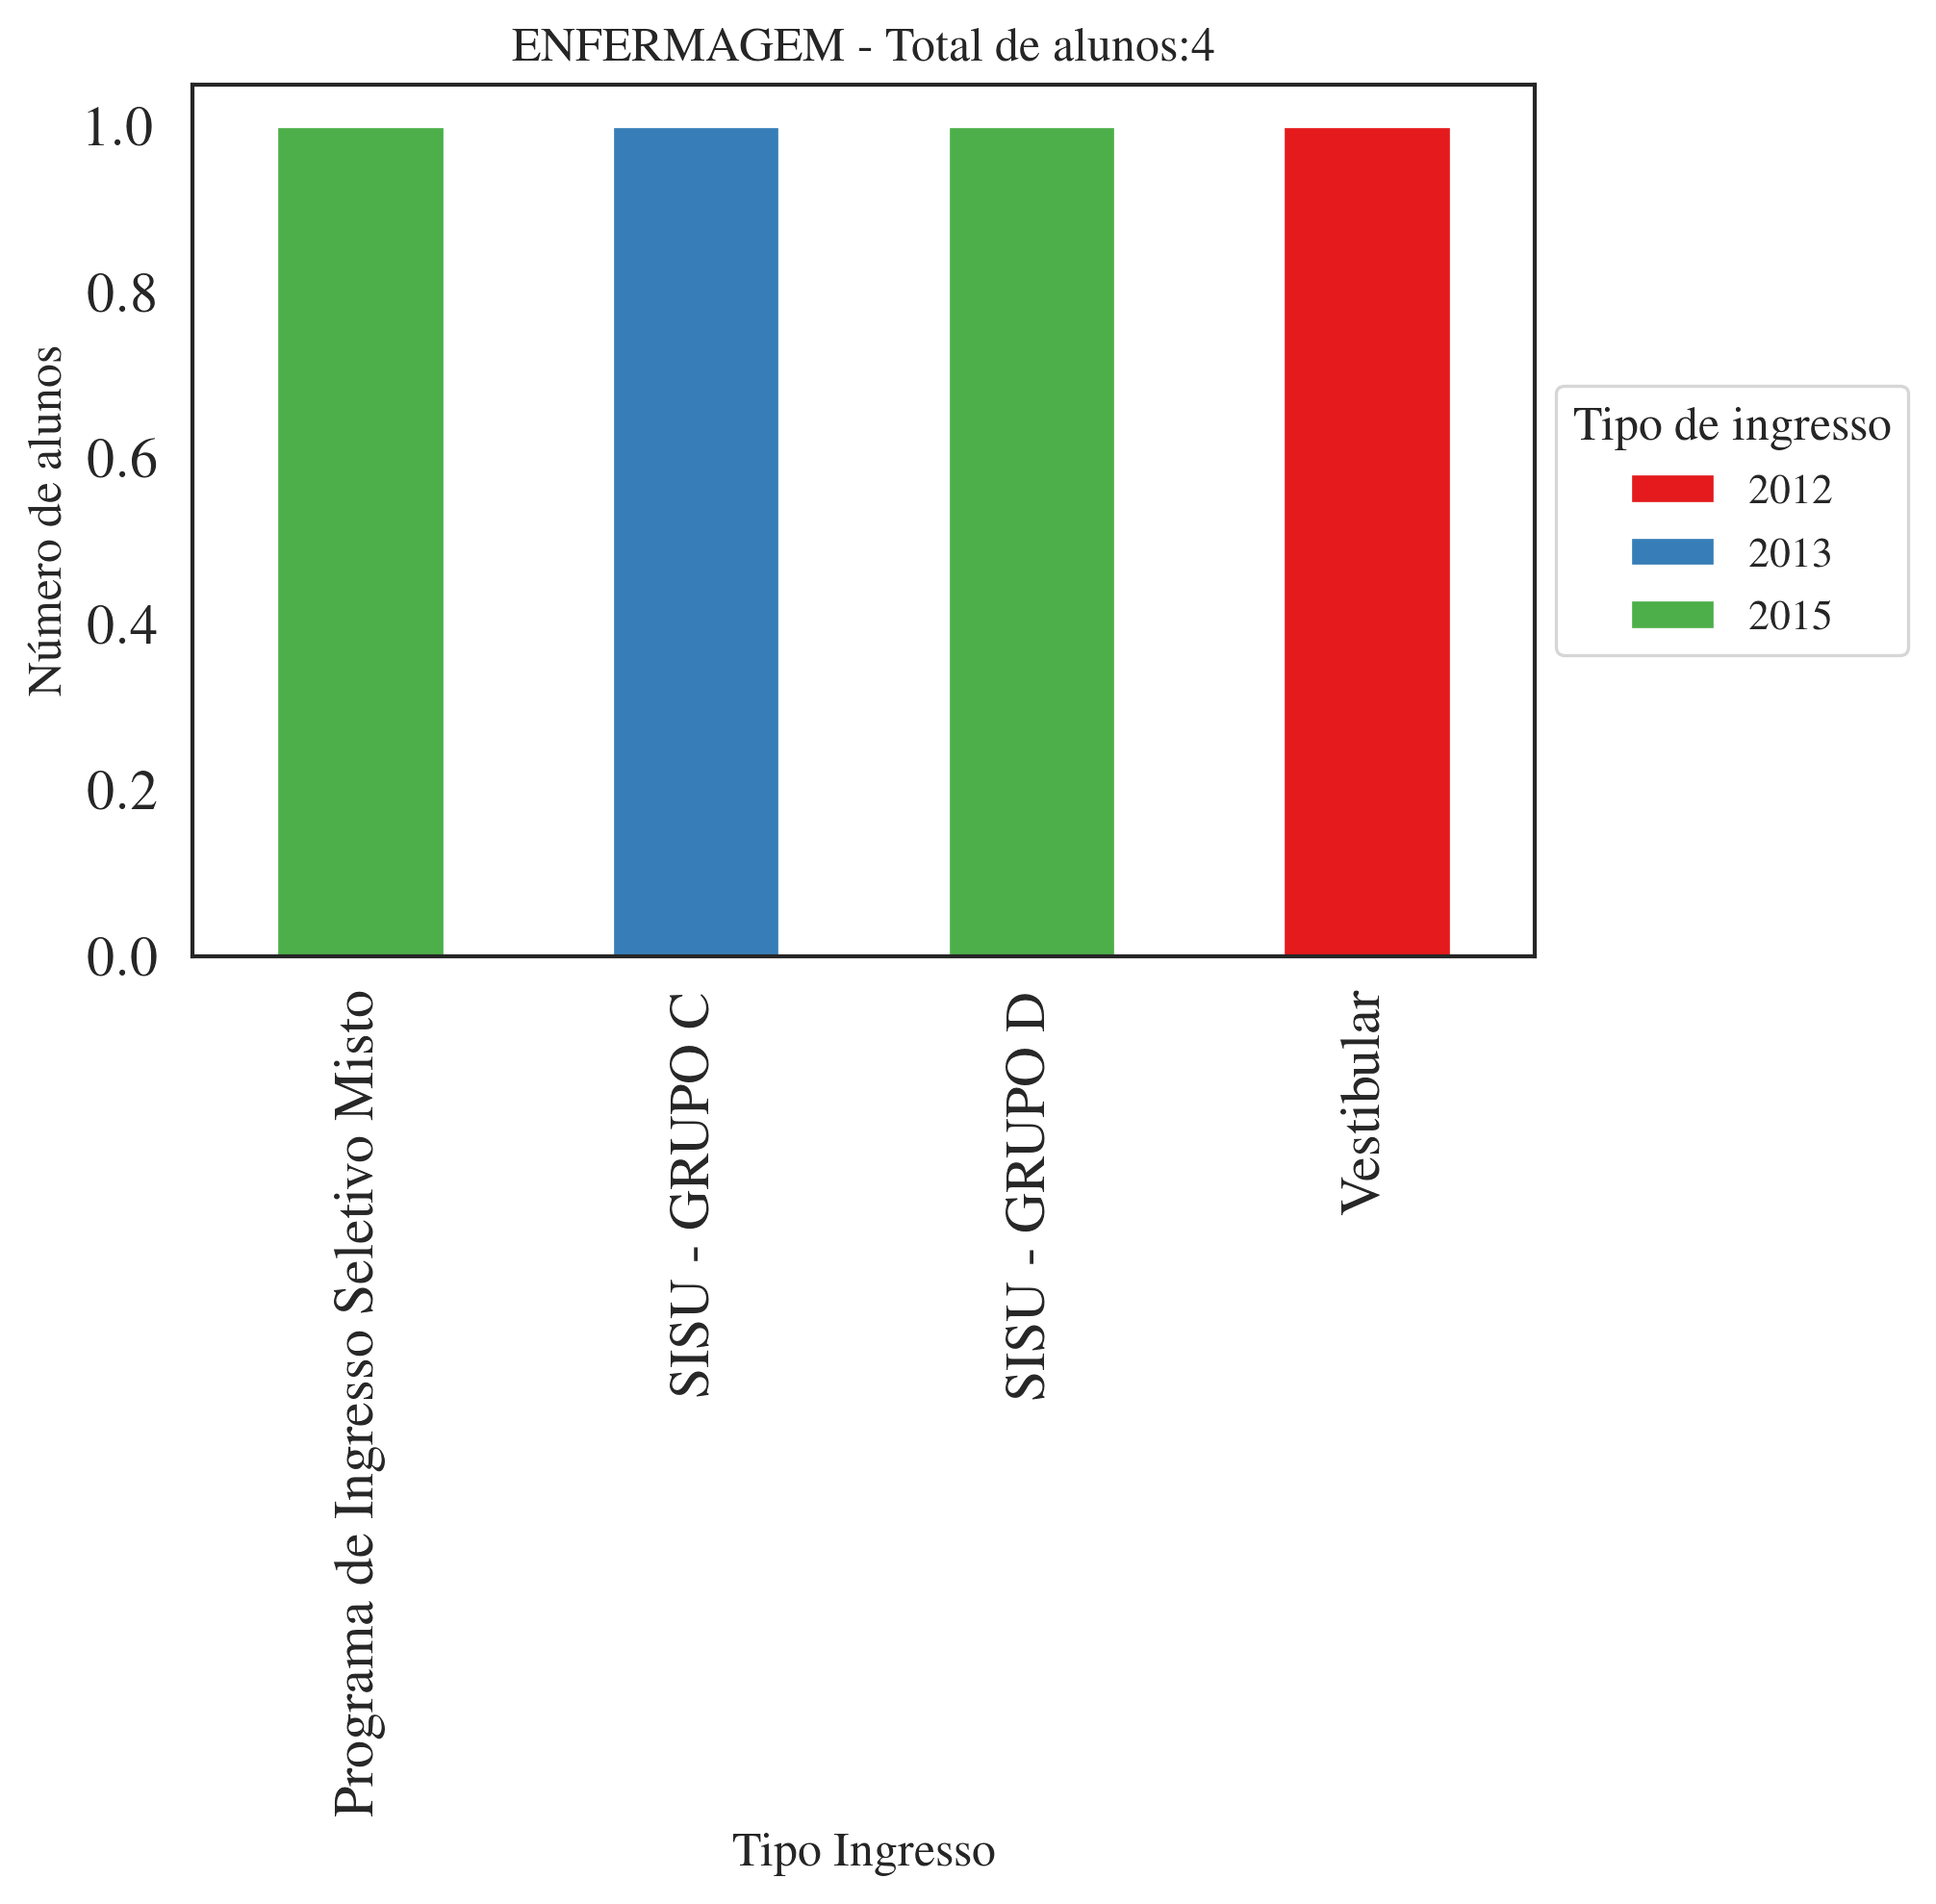 ENFERMAGEM - Total de alunos:4
Número de alunos
1.0
0.8
0.6
0.4
0.2
0.0
Programa de Ingresso Seletivo Misto
SISU - GRUPO C
SISU - GRUPO D
Vestibular
Tipo Ingresso
Tipo de ingresso
2012
2013
2015